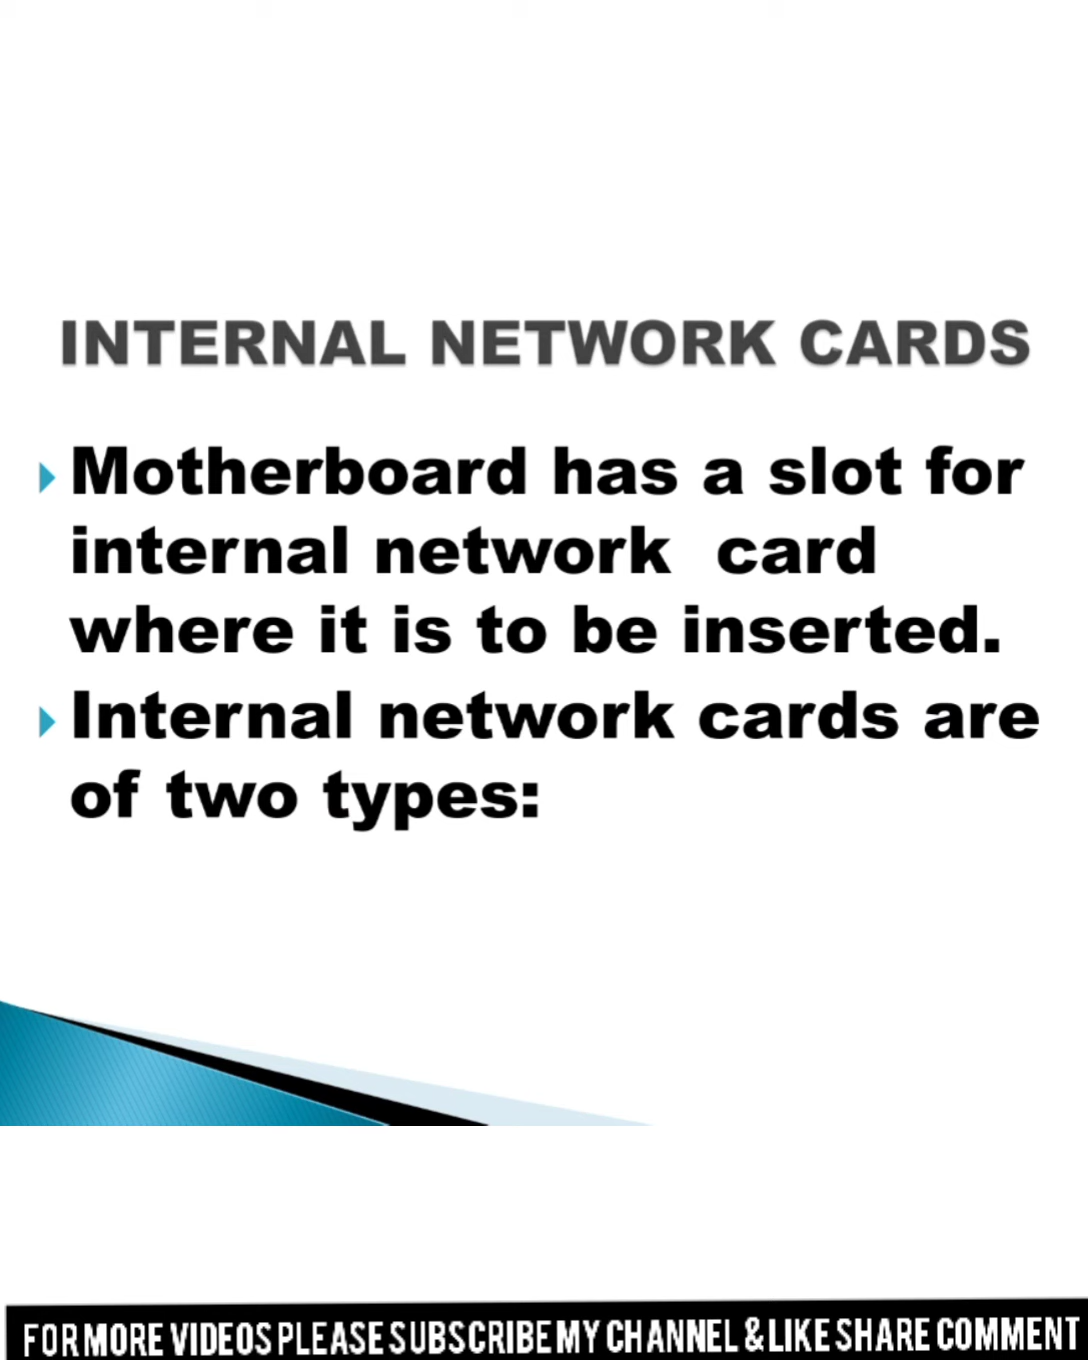 INTERNAL NETWORK CARDS
Motherboard has a slot for
internal network card
where it is to be inserted.
Internal network cards are
of two types:
FOR MORE VIDEOS PLEASE SUBSCRIBE MY CHANNEL & LIKE SHARE COMMENT